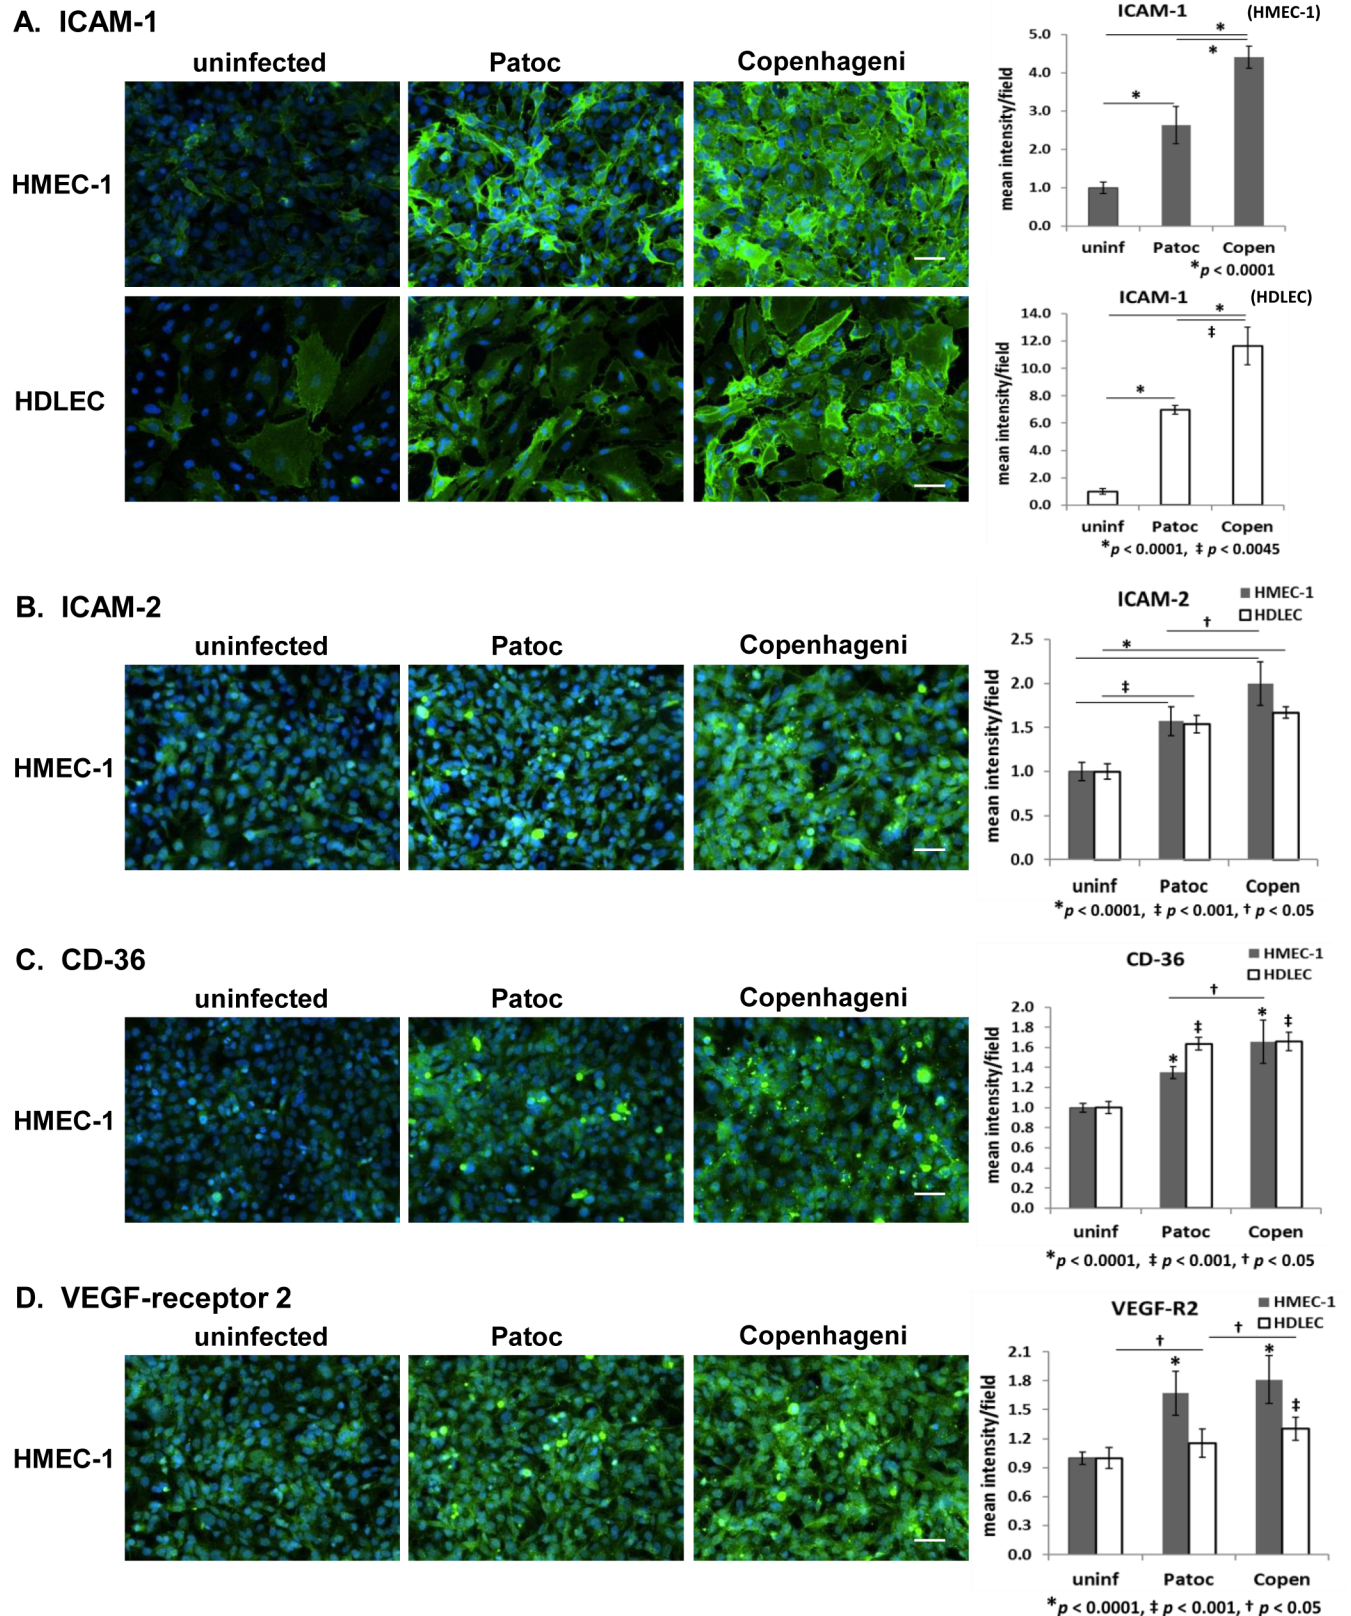 A. ICAM-1
uninfected Patoc Copenhageni
HMEC-1
HDLEC
ICAM-1 (HMEC-1)
mean intensity/field
5.0
4.0
3.0
2.0
1.0
0.0
* * *
uninf Patoc Copen
*p < 0.0001
ICAM-1 (HDLEC)
mean intensity/field
14.0
12.0
10.0
8.0
6.0
4.0
2.0
0.0
* * ‡
uninf Patoc Copen
*p < 0.0001, ‡ p < 0.0045
B. ICAM-2
uninfected Patoc Copenhageni
HMEC-1
ICAM-2
HMEC-1
HDLEC
mean intensity/field
2.5
2.0
1.5
1.0
0.5
0.0
† * ‡
uninf Patoc Copen
*p < 0.0001, ‡ p < 0.001, † p < 0.05
C. CD-36
uninfected Patoc Copenhageni
HMEC-1
CD-36
HMEC-1
HDLEC
mean intensity/field
2.0
1.8
1.6
1.4
1.2
1.0
0.8
0.6
0.4
0.2
0.0
† * ‡ * ‡
uninf Patoc Copen
*p < 0.0001, ‡ p < 0.001, † p < 0.05
D. VEGF-receptor 2
uninfected Patoc Copenhageni
HMEC-1
VEGF-R2
HMEC-1
HDLEC
mean intensity/field
2.1
1.8
1.5
1.2
0.9
0.6
0.3
0.0
† † * * ‡
uninf Patoc Copen
*p < 0.0001, ‡ p < 0.001, † p < 0.05